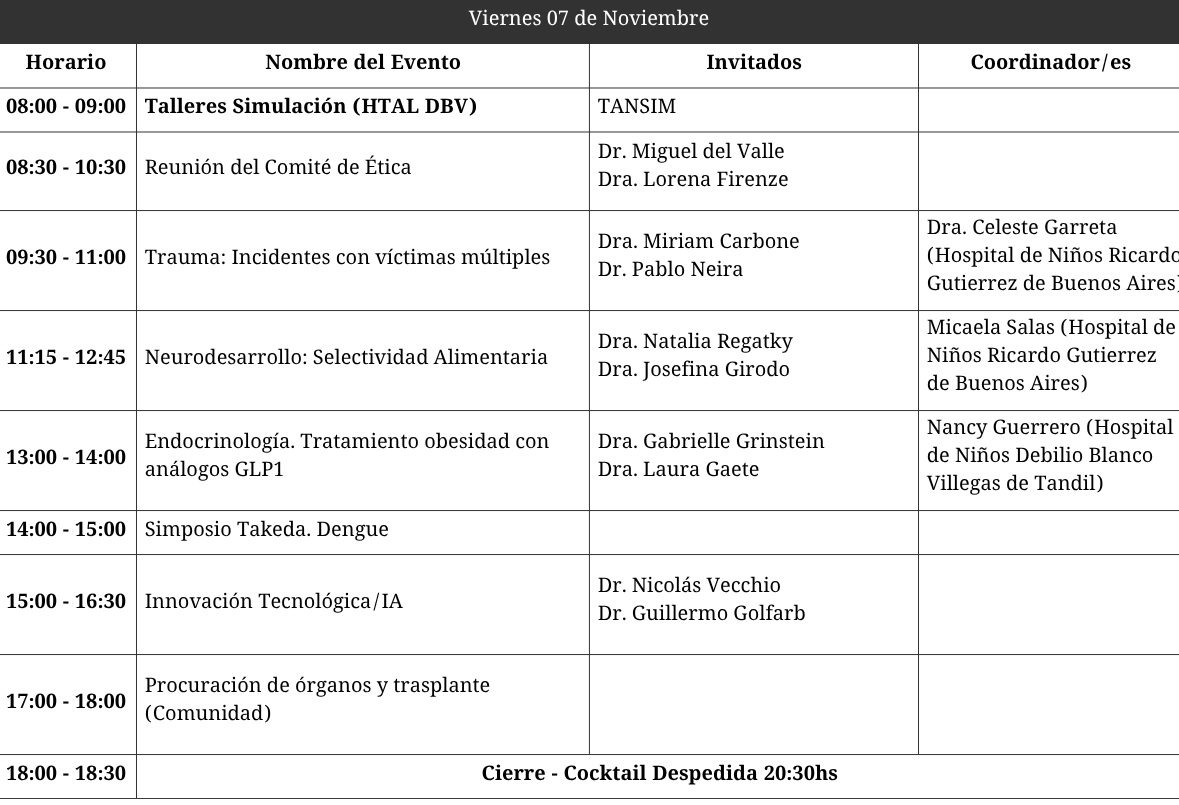 Viernes 07 de Noviembre
Horario Nombre del Evento Invitados Coordinador/es
08:00 - 09:00 Talleres Simulación (HTAL DBV) TANSIM
08:30 - 10:30 Reunión del Comité de Ética
Dr. Miguel del Valle
Dra. Lorena Firenze
09:30 - 11:00 Trauma: Incidentes con víctimas múltiples
Dra. Miriam Carbone
Dr. Pablo Neira
Dra. Celeste Garreta
(Hospital de Niños Ricardo
Gutierrez de Buenos Aires)
11:15 - 12:45 Neurodesarrollo: Selectividad Alimentaria
Dra. Natalia Regatky
Dra. Josefina Girodo
Micaela Salas (Hospital de
Niños Ricardo Gutierrez
de Buenos Aires)
13:00 - 14:00
Endocrinología. Tratamiento obesidad con
análogos GLP1
Dra. Gabrielle Grinstein
Dra. Laura Gaete
Nancy Guerrero (Hospital
de Niños Debilio Blanco
Villegas de Tandil)
14:00 - 15:00 Simposio Takeda. Dengue
15:00 - 16:30 Innovación Tecnológica/IA
Dr. Nicolás Vecchio
Dr. Guillermo Golfarb
17:00 - 18:00
Procuración de órganos y trasplante
(Comunidad)
18:00 - 18:30 Cierre - Cocktail Despedida 20:30hs